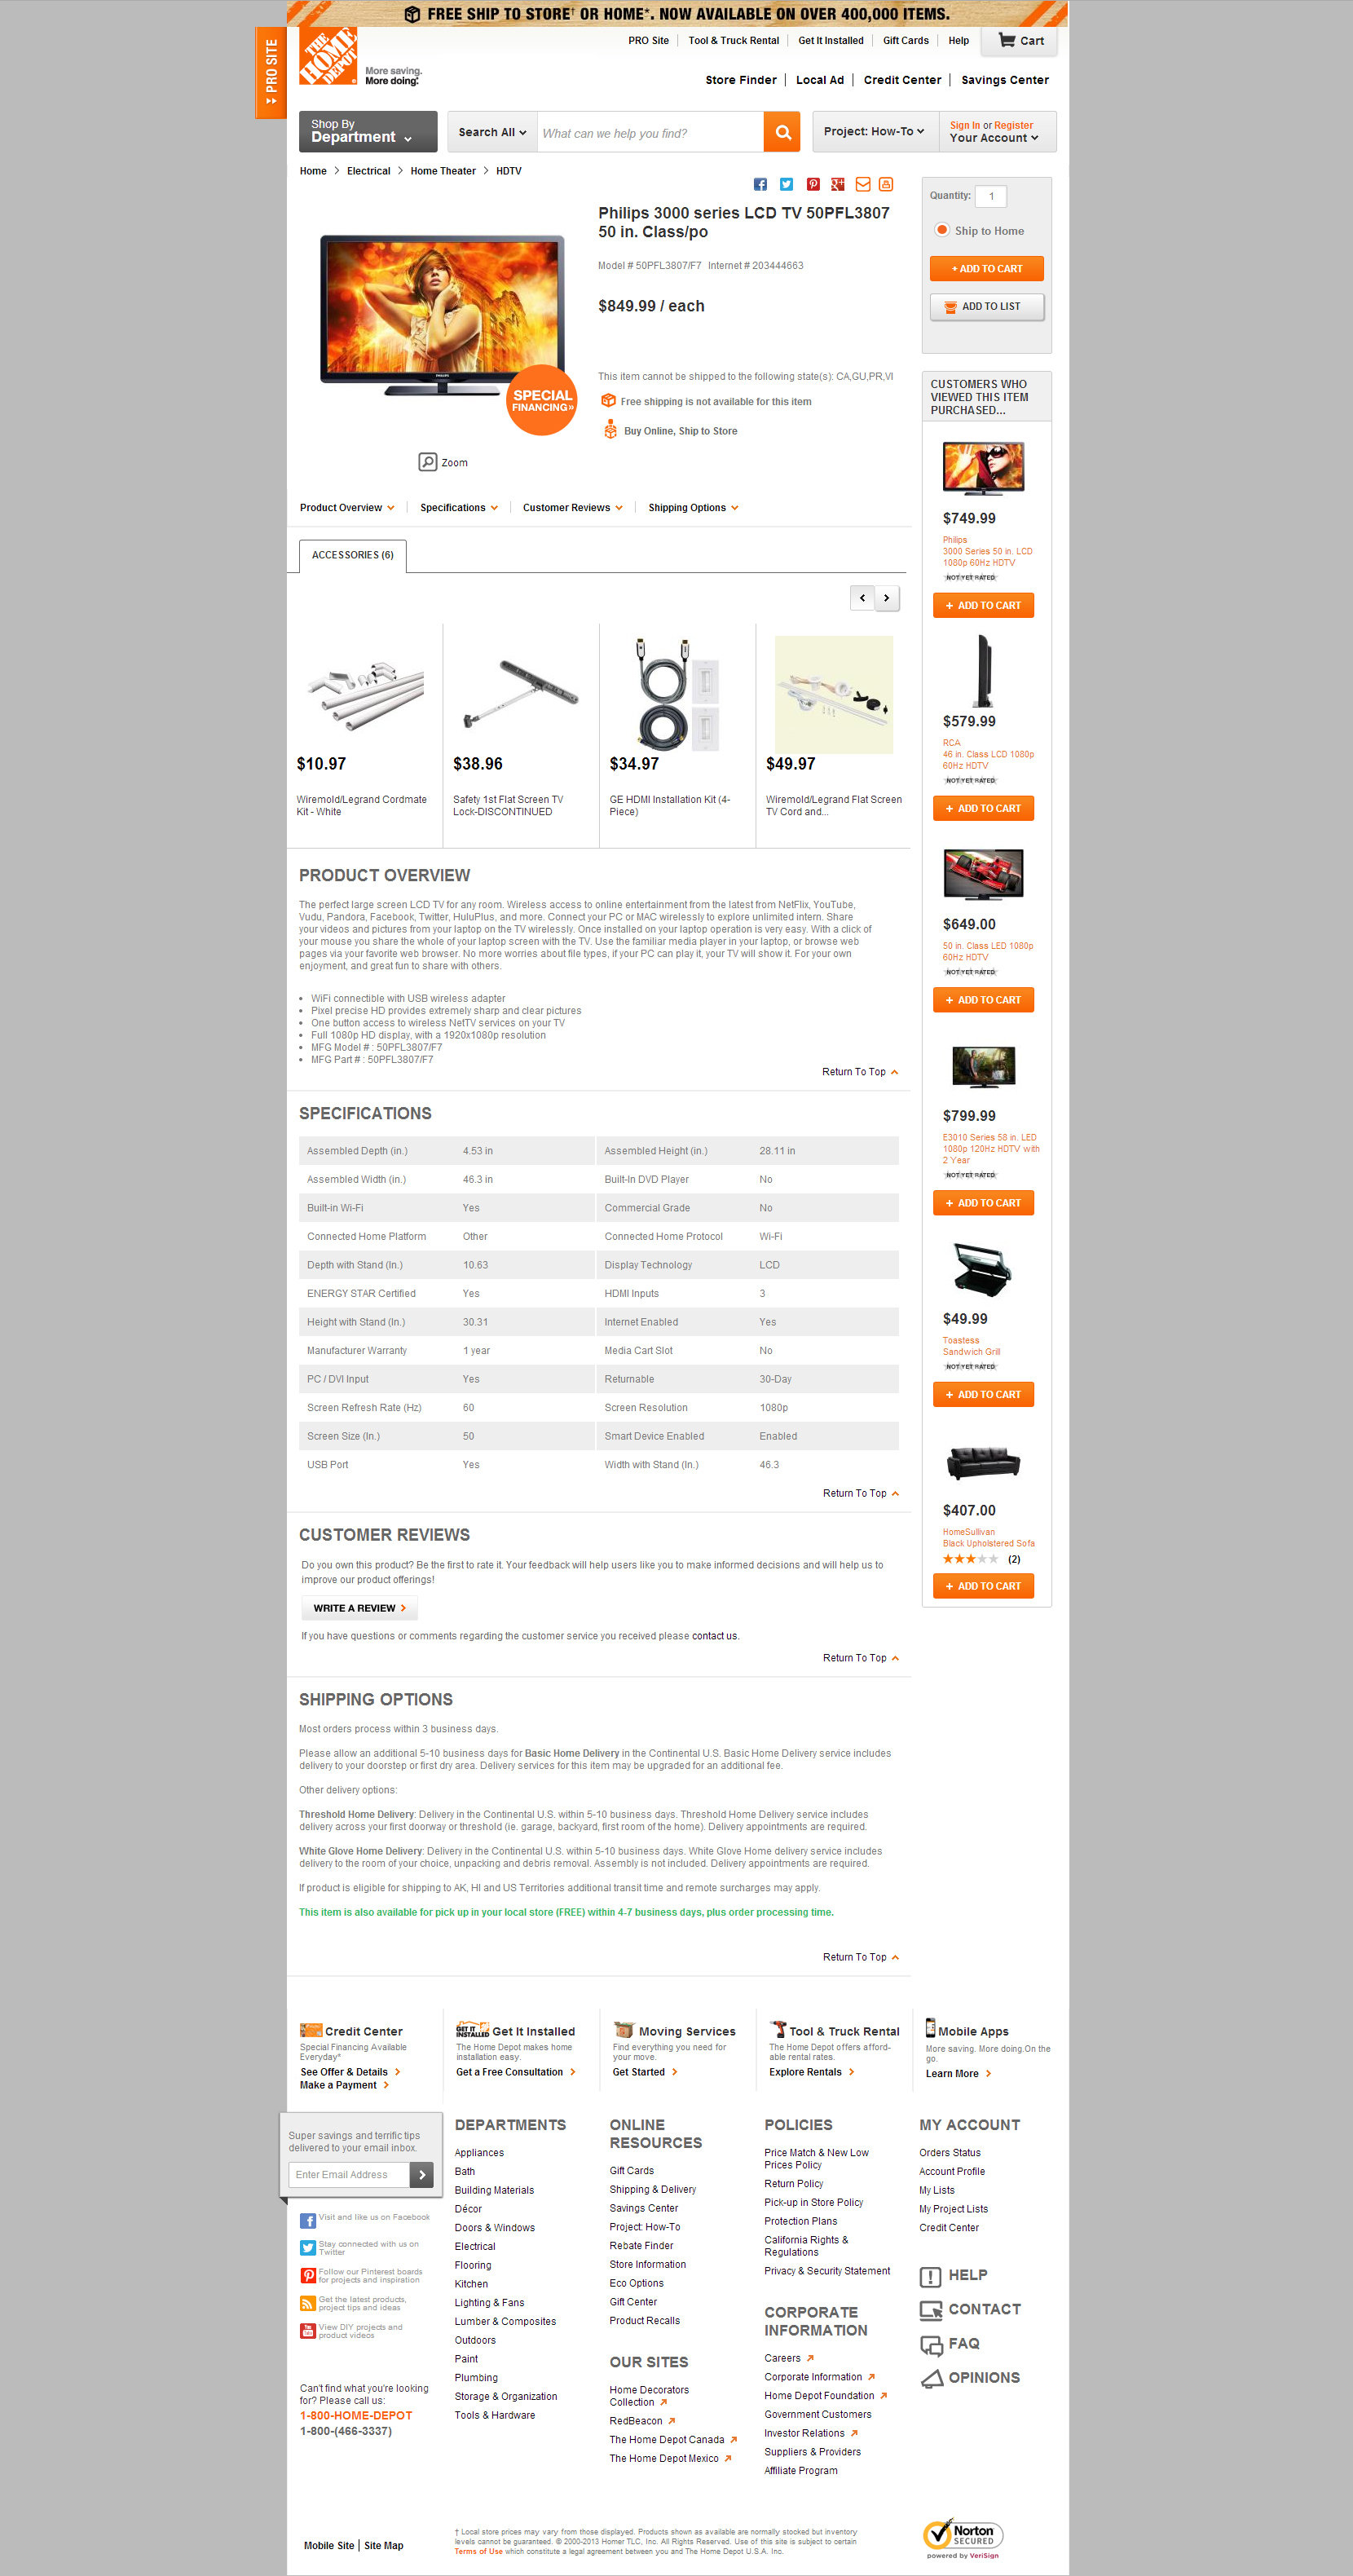 FREE SHIP TO STORE† OR HOME*. NOW AVAILABLE ON OVER 400,000 ITEMS.
PRO SITE
THE HOME DEPOT
More saving.
More doing.
PRO Site
Tool & Truck Rental
Get It Installed
Gift Cards
Help
Cart
Store Finder
Local Ad
Credit Center
Savings Center
Shop By
Department
Search All
What can we help you find?
Project: How-To
Sign In or Register
Your Account
Home > Electrical > Home Theater > HDTV
Philips 3000 series LCD TV 50PFL3807
50 in. Class/po
Model # 50PFL3807/F7 Internet # 203444663
$849.99 / each
This item cannot be shipped to the following state(s): CA,GU,PR,VI
Free shipping is not available for this item
Buy Online, Ship to Store
PHILIPS
SPECIAL
FINANCING»
Zoom
Quantity: 1
Ship to Home
+ ADD TO CART
ADD TO LIST
Product Overview
Specifications
Customer Reviews
Shipping Options
ACCESSORIES (6)
$10.97
Wiremold/Legrand Cordmate
Kit - White
$38.96
Safety 1st Flat Screen TV
Lock-DISCONTINUED
$34.97
GE HDMI Installation Kit (4-
Piece)
$49.97
Wiremold/Legrand Flat Screen
TV Cord and...
CUSTOMERS WHO
VIEWED THIS ITEM
PURCHASED...
$749.99
Philips
3000 Series 50 in. LCD
1080p 60Hz HDTV
NOT YET RATED
+ ADD TO CART
$579.99
RCA
46 in. Class LCD 1080p
60Hz HDTV
NOT YET RATED
+ ADD TO CART
$649.00
50 in. Class LED 1080p
60Hz HDTV
NOT YET RATED
+ ADD TO CART
$799.99
E3010 Series 58 in. LED
1080p 120Hz HDTV with
2 Year
NOT YET RATED
+ ADD TO CART
$49.99
Toastess
Sandwich Grill
NOT YET RATED
+ ADD TO CART
$407.00
HomeSullivan
Black Upholstered Sofa
(2)
+ ADD TO CART
PRODUCT OVERVIEW
The perfect large screen LCD TV for any room. Wireless access to online entertainment from the latest from NetFlix, YouTube,
Vudu, Pandora, Facebook, Twitter, HuluPlus, and more. Connect your PC or MAC wirelessly to explore unlimited intern. Share
your videos and pictures from your laptop on the TV wirelessly. Once installed on your laptop operation is very easy. With a click of
your mouse you share the whole of your laptop screen with the TV. Use the familiar media player in your laptop, or browse web
pages via your favorite web browser. No more worries about file types, if your PC can play it, your TV will show it. For your own
enjoyment, and great fun to share with others.
• WiFi connectible with USB wireless adapter
• Pixel precise HD provides extremely sharp and clear pictures
• One button access to wireless NetTV services on your TV
• Full 1080p HD display, with a 1920x1080p resolution
• MFG Model # : 50PFL3807/F7
• MFG Part # : 50PFL3807/F7
Return To Top
SPECIFICATIONS
Assembled Depth (in.) 4.53 in Assembled Height (in.) 28.11 in
Assembled Width (in.) 46.3 in Built-In DVD Player No
Built-in Wi-Fi Yes Commercial Grade No
Connected Home Platform Other Connected Home Protocol Wi-Fi
Depth with Stand (In.) 10.63 Display Technology LCD
ENERGY STAR Certified Yes HDMI Inputs 3
Height with Stand (In.) 30.31 Internet Enabled Yes
Manufacturer Warranty 1 year Media Cart Slot No
PC / DVI Input Yes Returnable 30-Day
Screen Refresh Rate (Hz) 60 Screen Resolution 1080p
Screen Size (In.) 50 Smart Device Enabled Enabled
USB Port Yes Width with Stand (In.) 46.3
Return To Top
CUSTOMER REVIEWS
Do you own this product? Be the first to rate it. Your feedback will help users like you to make informed decisions and will help us to
improve our product offerings!
WRITE A REVIEW
If you have questions or comments regarding the customer service you received please contact us.
Return To Top
SHIPPING OPTIONS
Most orders process within 3 business days.
Please allow an additional 5-10 business days for Basic Home Delivery in the Continental U.S. Basic Home Delivery service includes
delivery to your doorstep or first dry area. Delivery services for this item may be upgraded for an additional fee.
Other delivery options:
Threshold Home Delivery: Delivery in the Continental U.S. within 5-10 business days. Threshold Home Delivery service includes
delivery across your first doorway or threshold (ie. garage, backyard, first room of the home). Delivery appointments are required.
White Glove Home Delivery: Delivery in the Continental U.S. within 5-10 business days. White Glove Home delivery service includes
delivery to the room of your choice, unpacking and debris removal. Assembly is not included. Delivery appointments are required.
If product is eligible for shipping to AK, HI and US Territories additional transit time and remote surcharges may apply.
This item is also available for pick up in your local store (FREE) within 4-7 business days, plus order processing time.
Return To Top
Credit Center
Special Financing Available
Everyday*
See Offer & Details
Make a Payment
GET IT
INSTALLED
Get It Installed
The Home Depot makes home
installation easy.
Get a Free Consultation
Moving Services
Find everything you need for
your move.
Get Started
Tool & Truck Rental
The Home Depot offers afford-
able rental rates.
Explore Rentals
Mobile Apps
More saving. More doing.On the
go.
Learn More
Super savings and terrific tips
delivered to your email inbox.
Enter Email Address
Visit and like us on Facebook
Stay connected with us on
Twitter
Follow our Pinterest boards
for projects and inspiration
Get the latest products,
project tips and ideas
View DIY projects and
product videos
Can't find what you're looking
for? Please call us:
1-800-HOME-DEPOT
1-800-(466-3337)
DEPARTMENTS
Appliances
Bath
Building Materials
Décor
Doors & Windows
Electrical
Flooring
Kitchen
Lighting & Fans
Lumber & Composites
Outdoors
Paint
Plumbing
Storage & Organization
Tools & Hardware
ONLINE
RESOURCES
Gift Cards
Shipping & Delivery
Savings Center
Project: How-To
Rebate Finder
Store Information
Eco Options
Gift Center
Product Recalls
OUR SITES
Home Decorators
Collection
RedBeacon
The Home Depot Canada
The Home Depot Mexico
POLICIES
Price Match & New Low
Prices Policy
Return Policy
Pick-up in Store Policy
Protection Plans
California Rights &
Regulations
Privacy & Security Statement
CORPORATE
INFORMATION
Careers
Corporate Information
Home Depot Foundation
Government Customers
Investor Relations
Suppliers & Providers
Affiliate Program
MY ACCOUNT
Orders Status
Account Profile
My Lists
My Project Lists
Credit Center
HELP
CONTACT
FAQ
OPINIONS
Mobile Site | Site Map
† Local store prices may vary from those displayed. Products shown as available are normally stocked but inventory
levels cannot be guaranteed. © 2000-2013 Homer TLC, Inc. All Rights Reserved. Use of this site is subject to certain
Terms of Use which constitute a legal agreement between you and The Home Depot U.S.A. Inc.
Norton
SECURED
powered by VeriSign